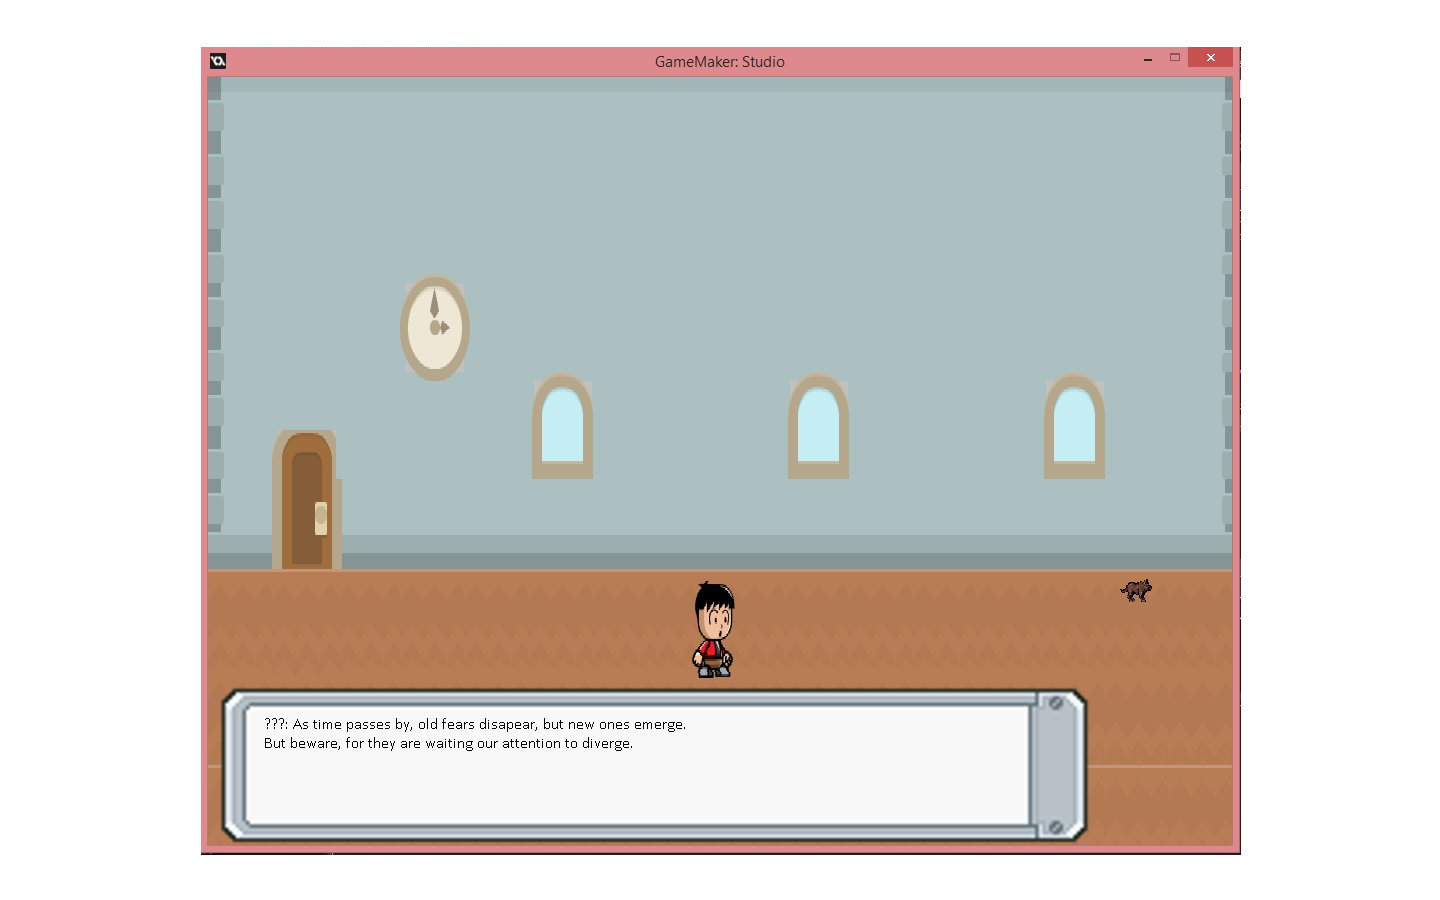 GameMaker: Studio
???: As time passes by, old fears disapear, but new ones emerge.
But beware, for they are waiting our attention to diverge.